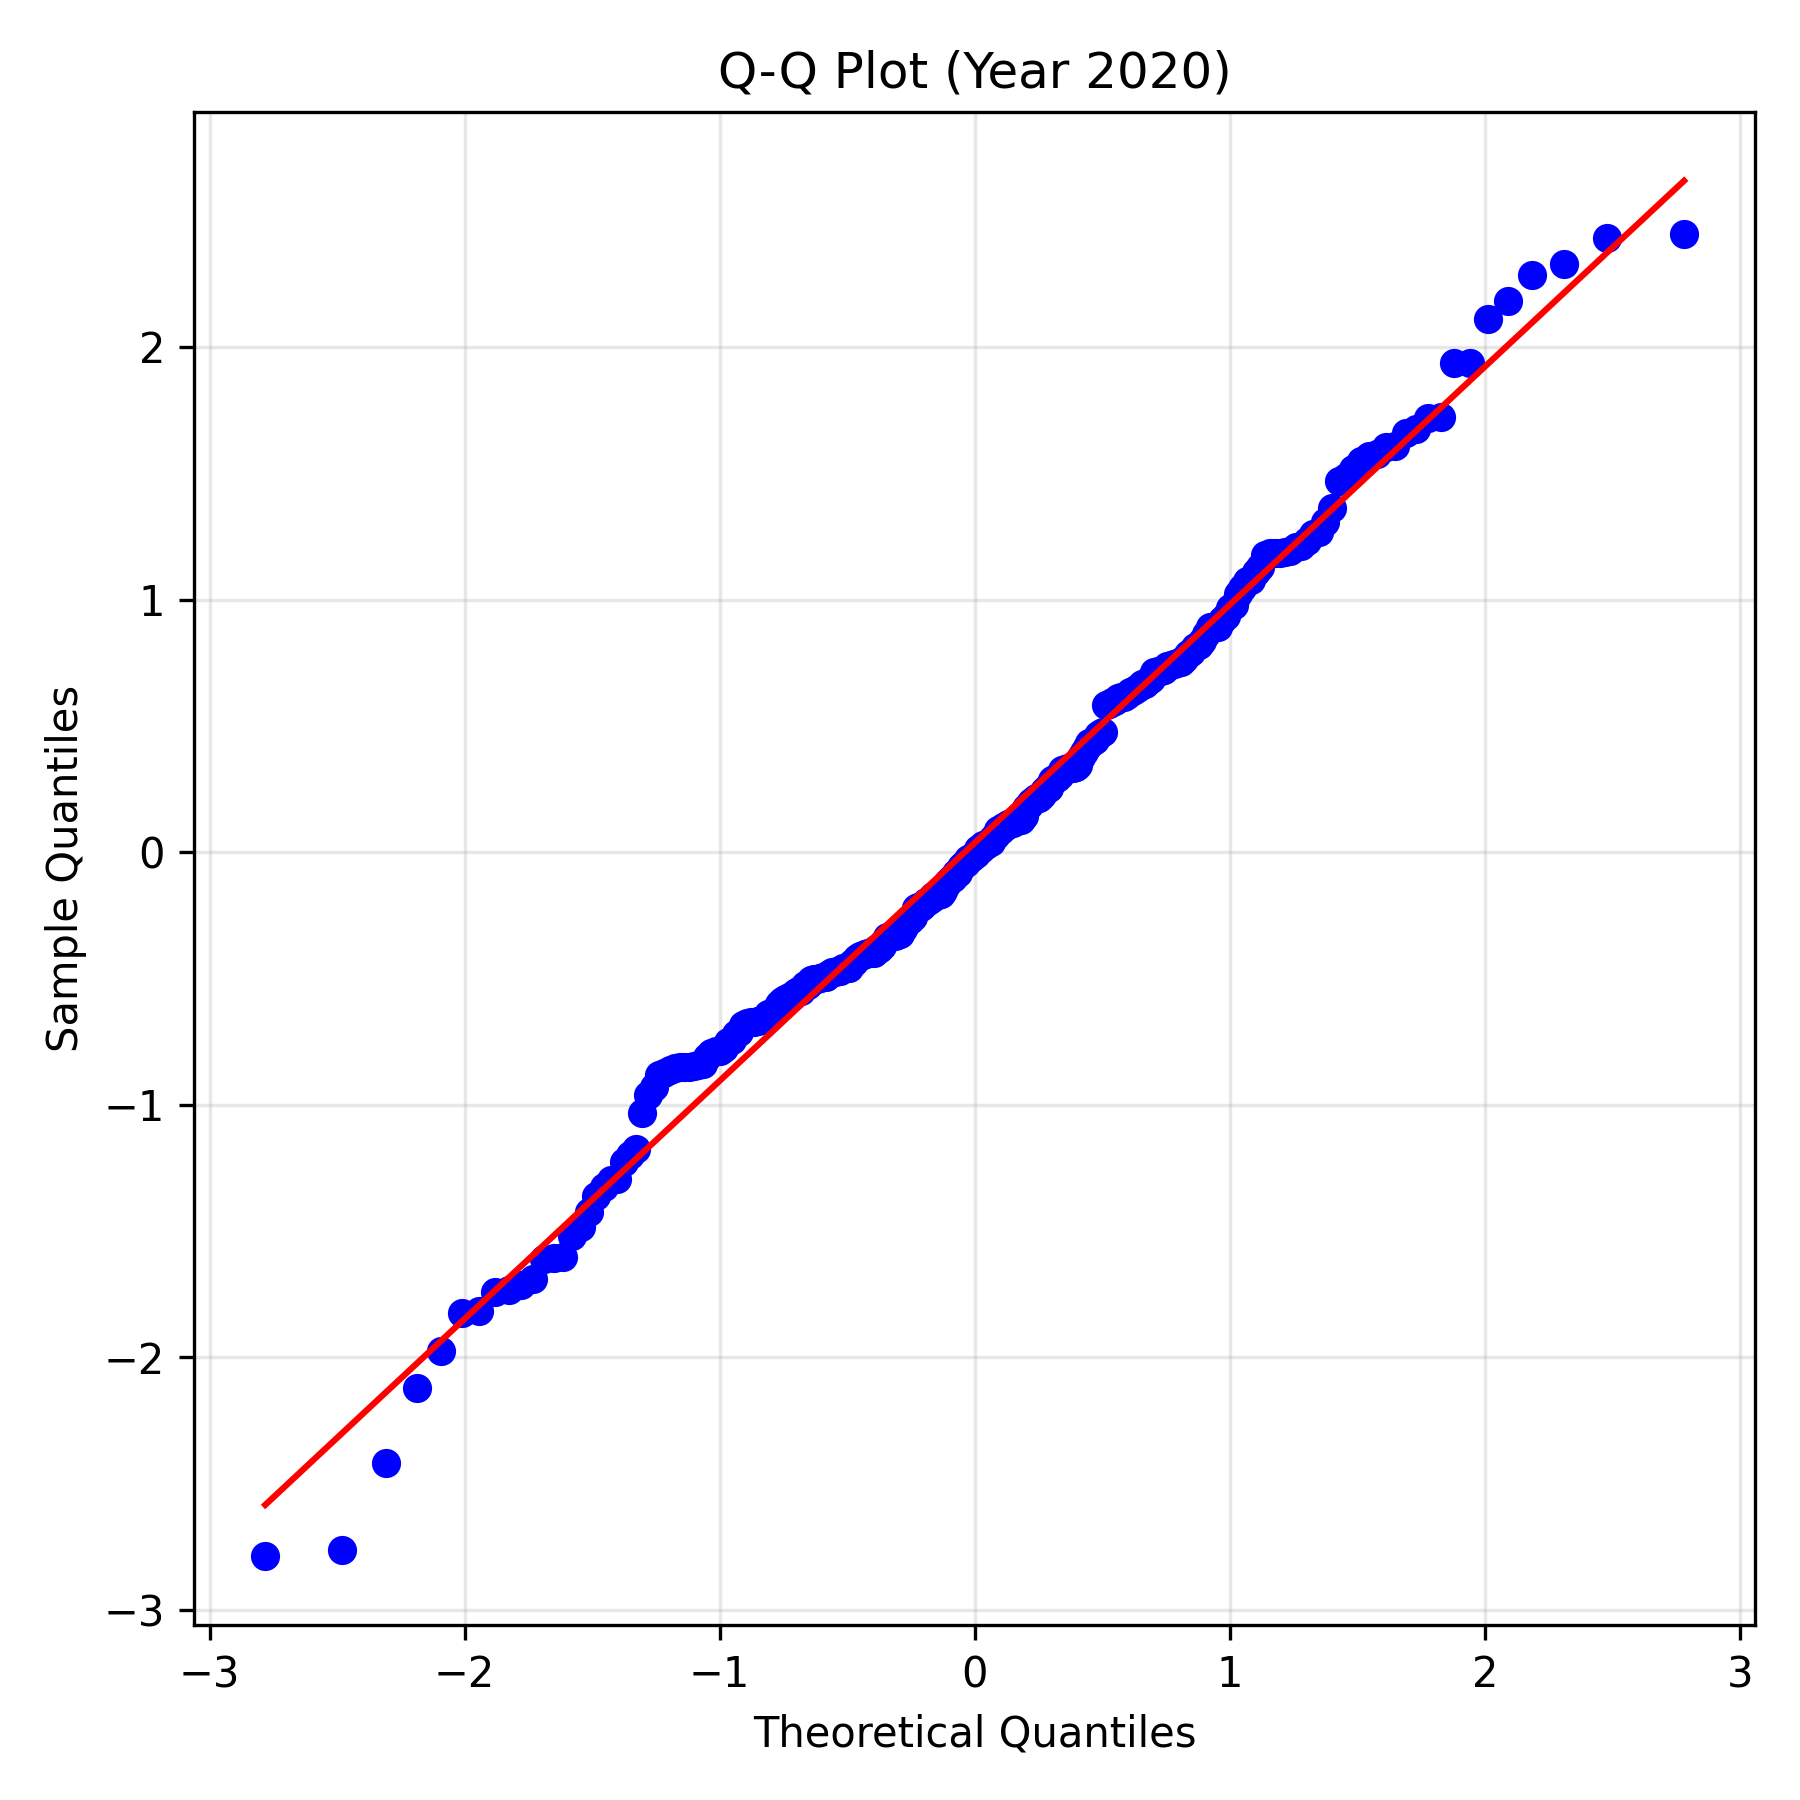 Q-Q Plot (Year 2020)
Sample Quantiles
2
1
0
−1
−2
−3
−3 −2 −1 0 1 2 3
Theoretical Quantiles